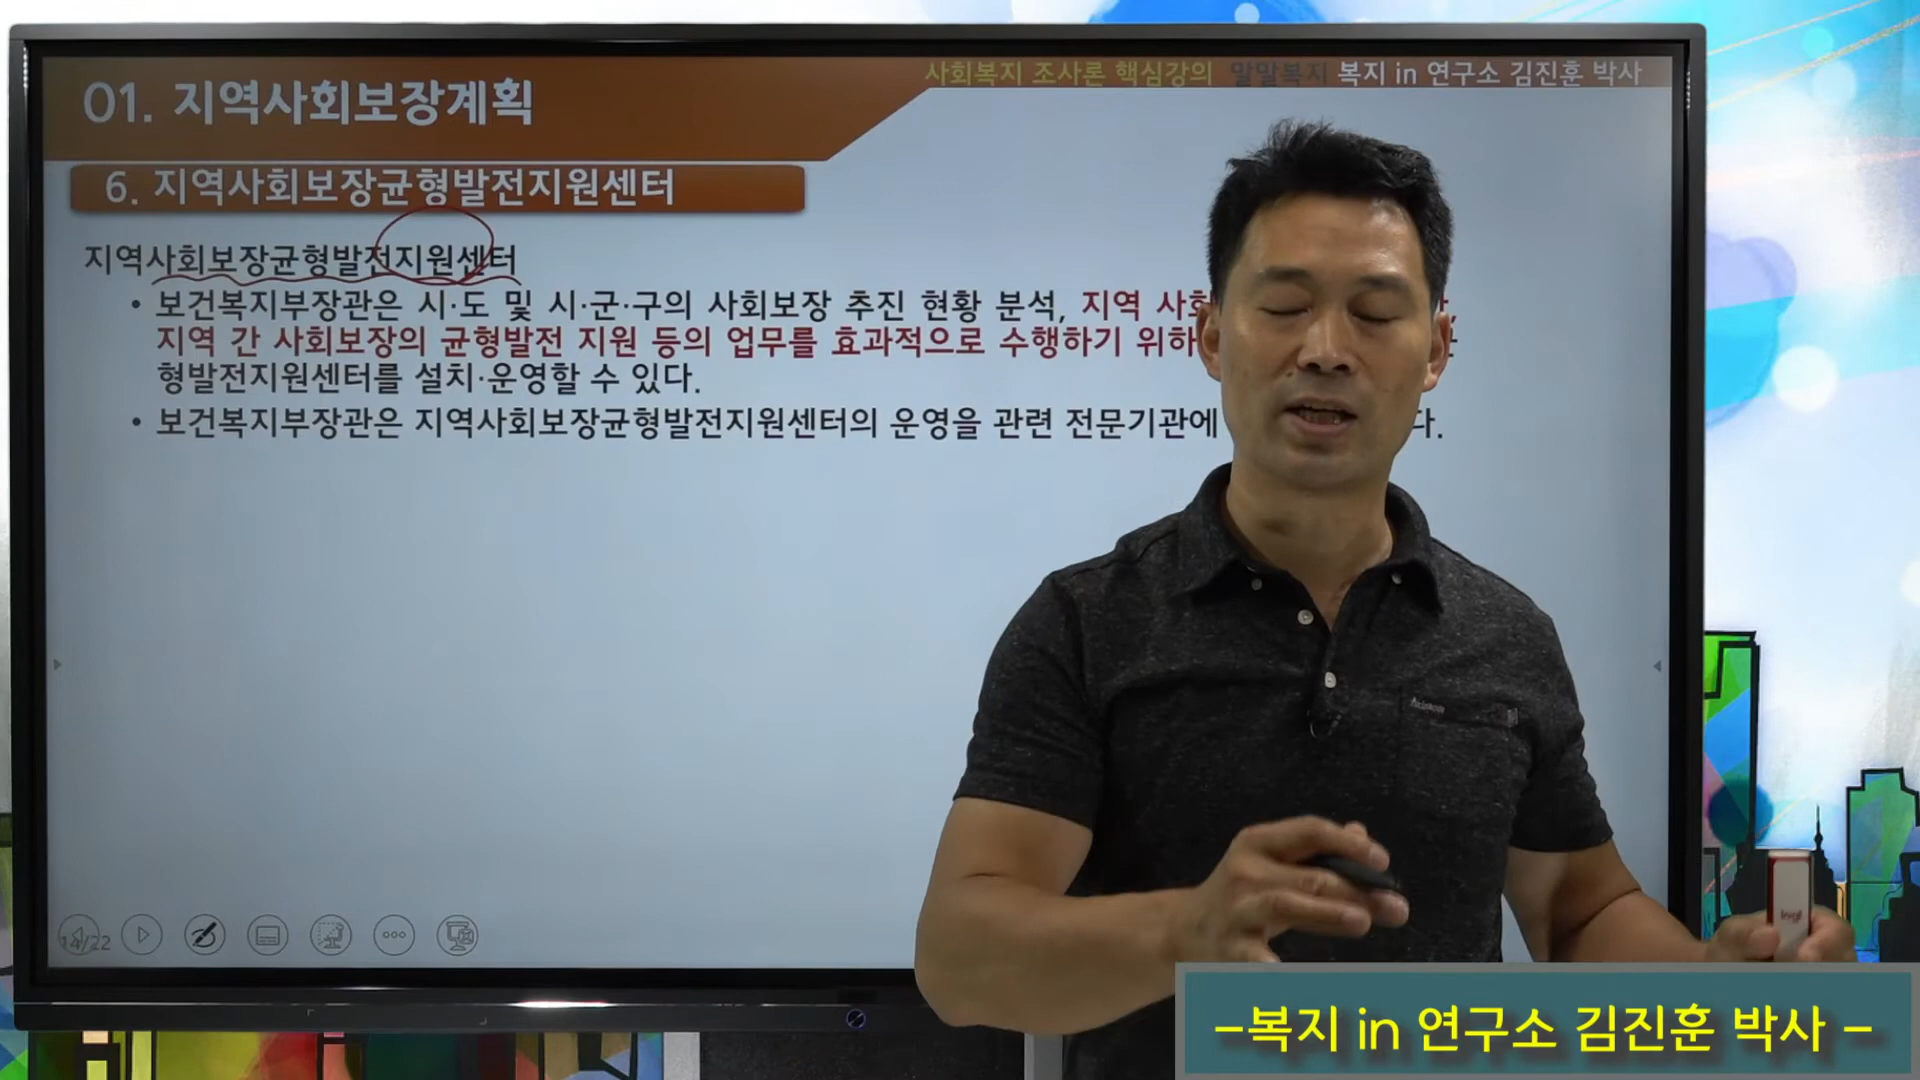 사회복지 조사론 핵심강의 말말복지 복지 in 연구소 김진훈 박사
01. 지역사회보장계획
6. 지역사회보장균형발전지원센터
지역사회보장균형발전지원센터
• 보건복지부장관은 시·도 및 시·군·구의 사회보장 추진 현황 분석, 지역
지역 간 사회보장의 균형발전 지원 등의 업무를 효과적으로 수행하기
형발전지원센터를 설치·운영할 수 있다.
• 보건복지부장관은 지역사회보장균형발전지원센터의 운영을 관련 전문기관에 다.
14/22
logi
-복지 in 연구소 김진훈 박사 -